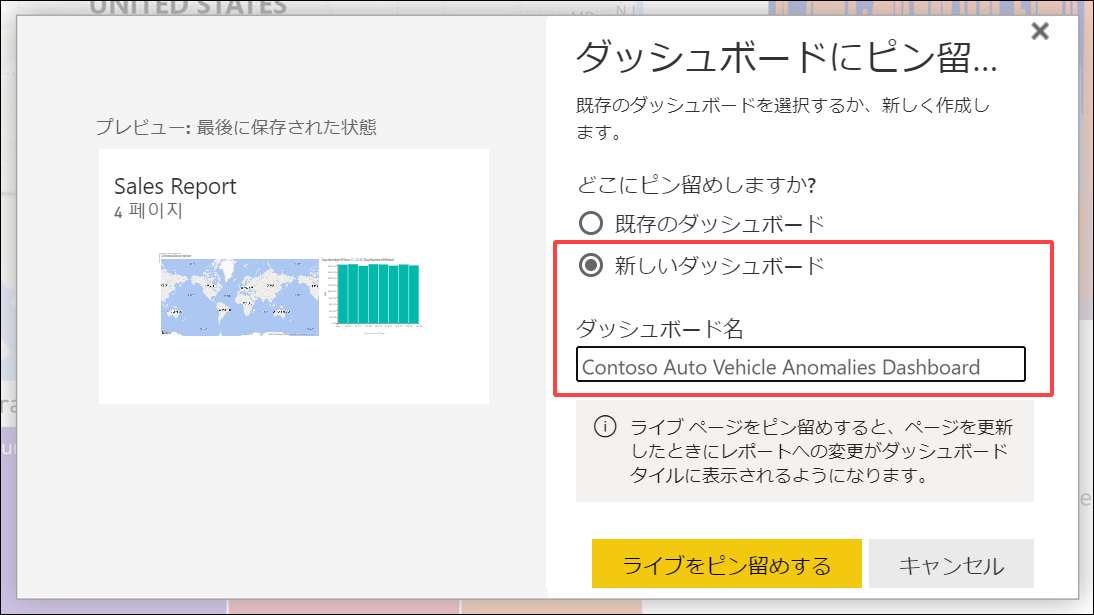 UNITED STATES
プレビュー: 最後に保存された状態
Sales Report
4 페이지
ダッシュボードにピン留...
既存のダッシュボードを選択するか、新しく作成し
ます。
どこにピン留めしますか?
既存のダッシュボード
新しいダッシュボード
ダッシュボード名
Contoso Auto Vehicle Anomalies Dashboard
ライブ ページをピン留めすると、ページを更新
したときにレポートへの変更がダッシュボード
タイルに表示されるようになります。
ライブをピン留めする
キャンセル